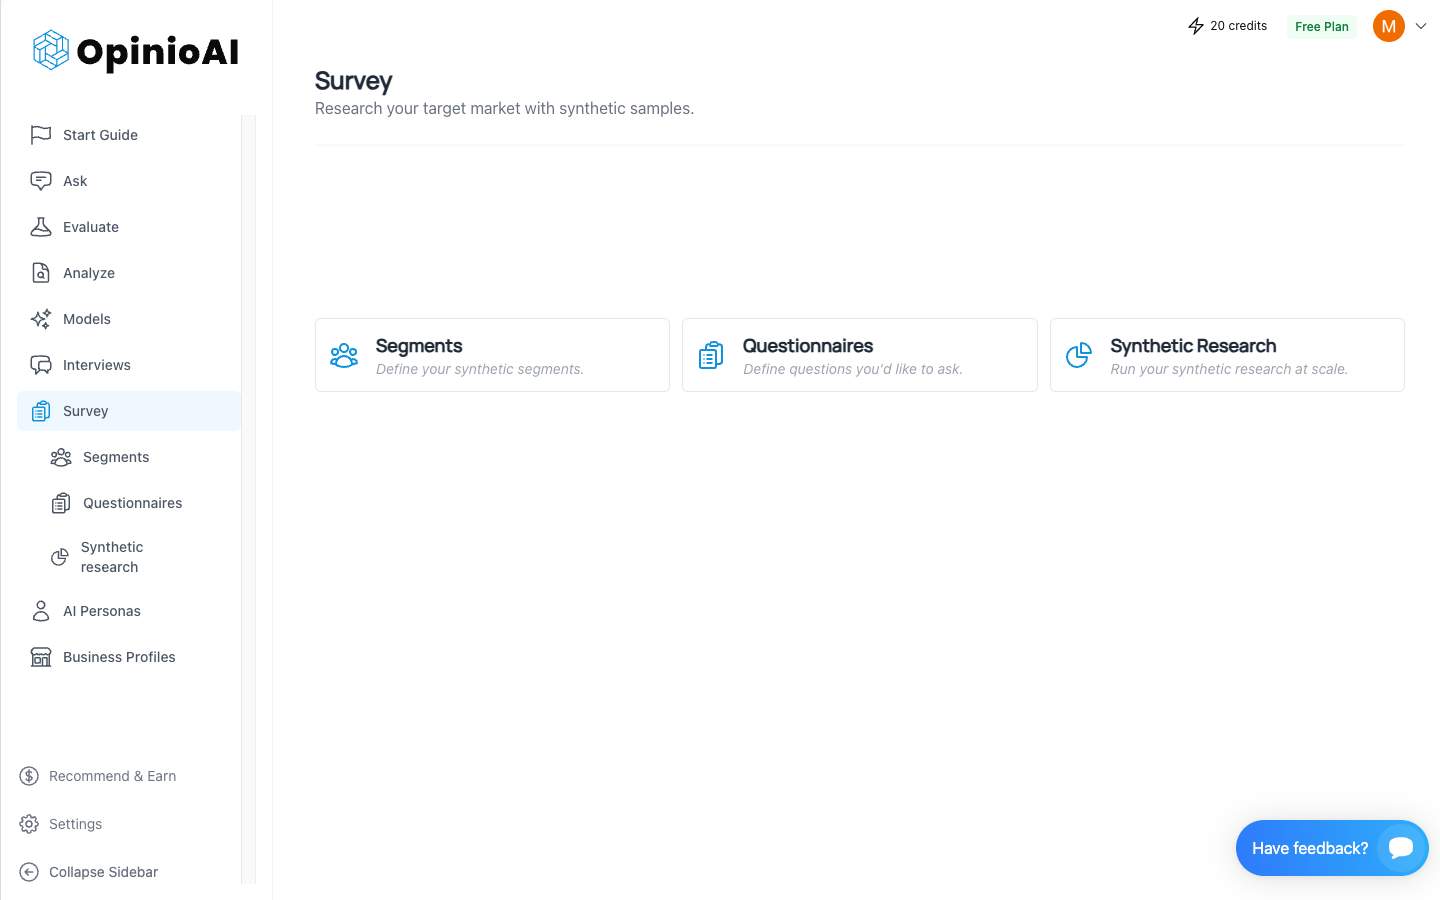 OpinioAI
20 credits
Free Plan
M
Start Guide
Ask
Evaluate
Analyze
Models
Interviews
Survey
Segments
Questionnaires
Synthetic
research
AI Personas
Business Profiles
Recommend & Earn
Settings
Collapse Sidebar
Survey
Research your target market with synthetic samples.
Segments
Define your synthetic segments.
Questionnaires
Define questions you'd like to ask.
Synthetic Research
Run your synthetic research at scale.
Have feedback?